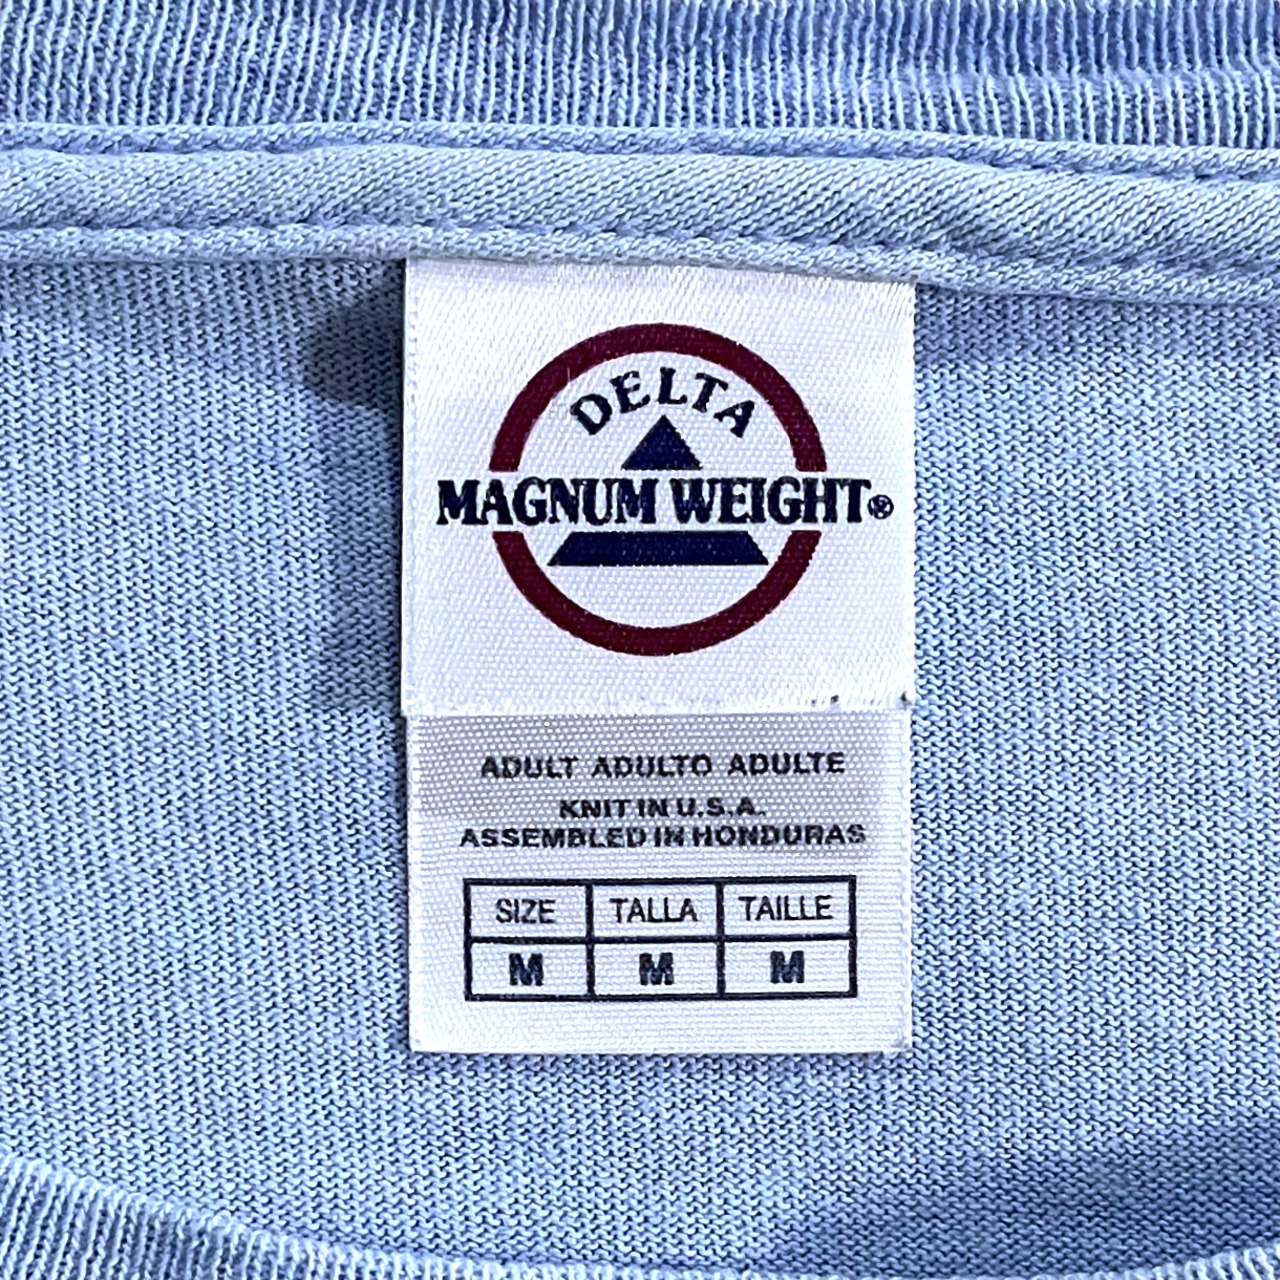 DELTA
MAGNUM WEIGHT®
ADULT ADULTO ADULTE
KNIT IN U.S.A.
ASSEMBLED IN HONDURAS
SIZE TALLA TAILLE
M M M